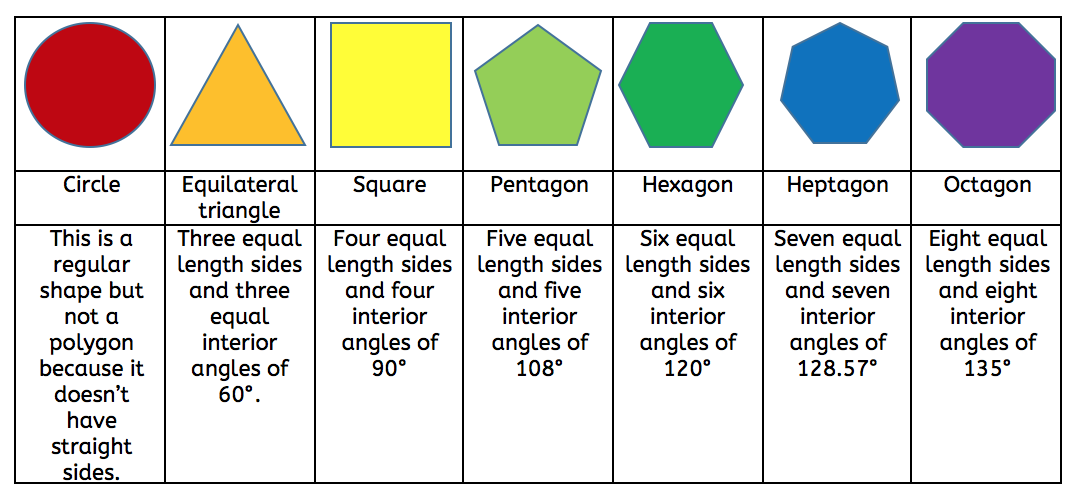 Circle
Equilateral
triangle
Square
Pentagon
Hexagon
Heptagon
Octagon
This is a
regular
shape but
not a
polygon
because it
doesn't
have
straight
sides.
Three equal
length sides
and three
equal
interior
angles of
60°.
Four equal
length sides
and four
interior
angles of
90°
Five equal
length sides
and five
interior
angles of
108°
Six equal
length sides
and six
interior
angles of
120°
Seven equal
length sides
and seven
interior
angles of
128.57°
Eight equal
length sides
and eight
interior
angles of
135°